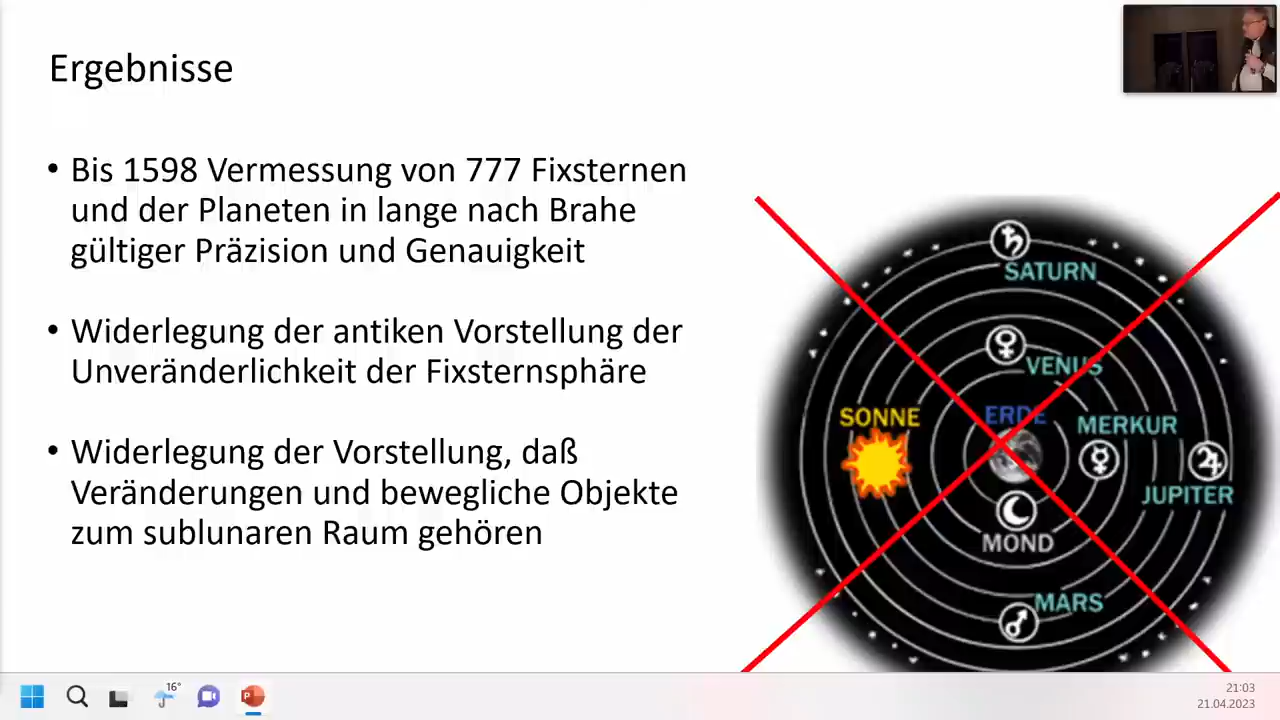 Ergebnisse
• Bis 1598 Vermessung von 777 Fixsternen
und der Planeten in lange nach Brahe
gültiger Präzision und Genauigkeit
• Widerlegung der antiken Vorstellung der
Unveränderlichkeit der Fixsternsphäre
• Widerlegung der Vorstellung, daß
Veränderungen und bewegliche Objekte
zum sublunaren Raum gehören
SATURN
VENUS
SONNE
ERDE
MERKUR
JUPITER
MOND
MARS
16°
P
21:03
21.04.2023